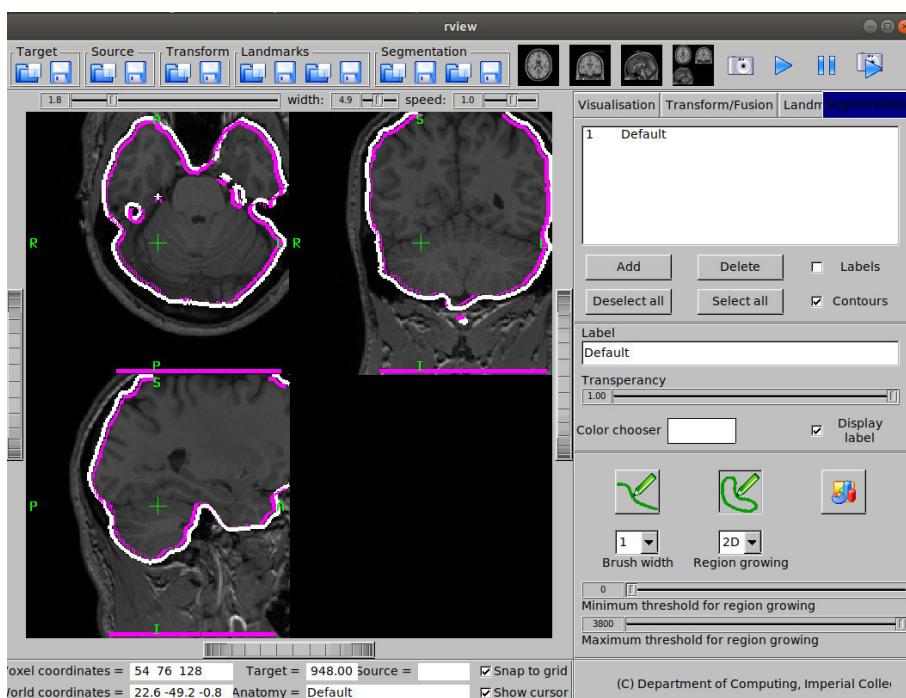 rview
Target Source Transform Landmarks Segmentation
1.8 width: 4.9 speed: 1.0
Visualisation Transform/Fusion Landm Segmentation
1 Default
A S
R R
P I
S
P
I
Add Delete Labels
Deselect all Select all Contours
Label
Default
Transperancy
1.00
Color chooser Display label
1 2D
Brush width Region growing
0
Minimum threshold for region growing
3800
Maximum threshold for region growing
oxel coordinates = 54 76 128 Target = 948.00 Source = Snap to grid
orld coordinates = 22.6 -49.2 -0.8 Anatomy = Default Show cursor
(C) Department of Computing, Imperial Colle